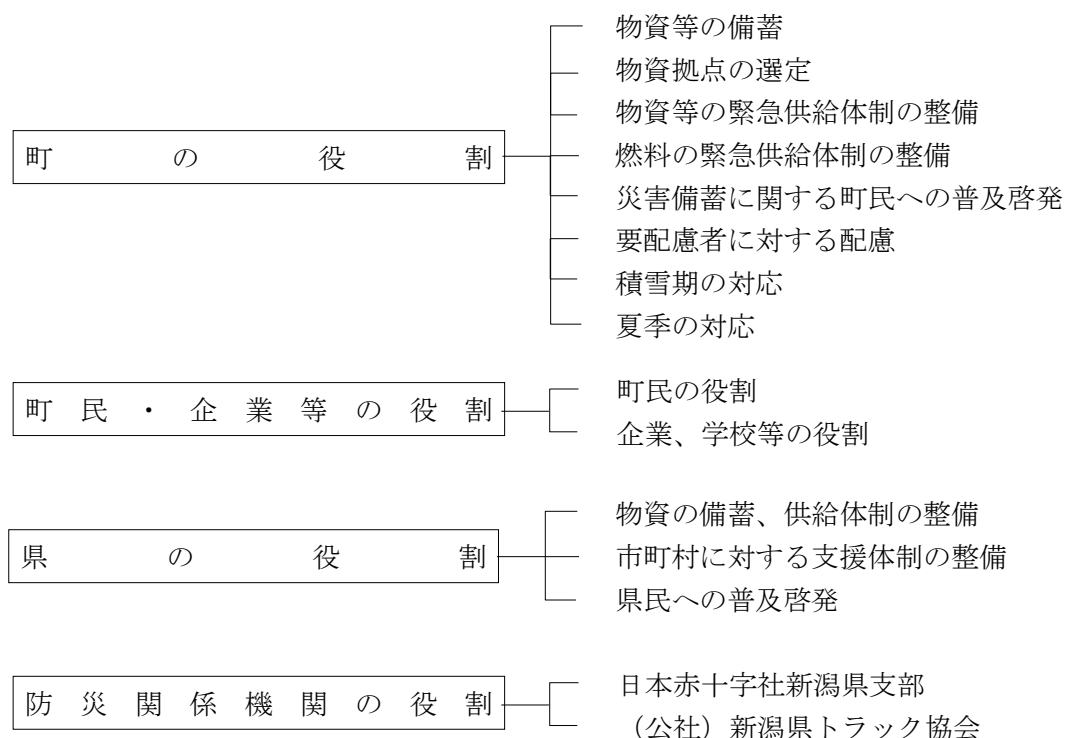 町の役割
物資等の備蓄
物資拠点の選定
物資等の緊急供給体制の整備
燃料の緊急供給体制の整備
災害備蓄に関する町民への普及啓発
要配慮者に対する配慮
積雪期の対応
夏季の対応
町民・企業等の役割
町民の役割
企業、学校等の役割
県の役割
物資の備蓄、供給体制の整備
市町村に対する支援体制の整備
県民への普及啓発
防災関係機関の役割
日本赤十字社新潟県支部
（公社）新潟県トラック協会